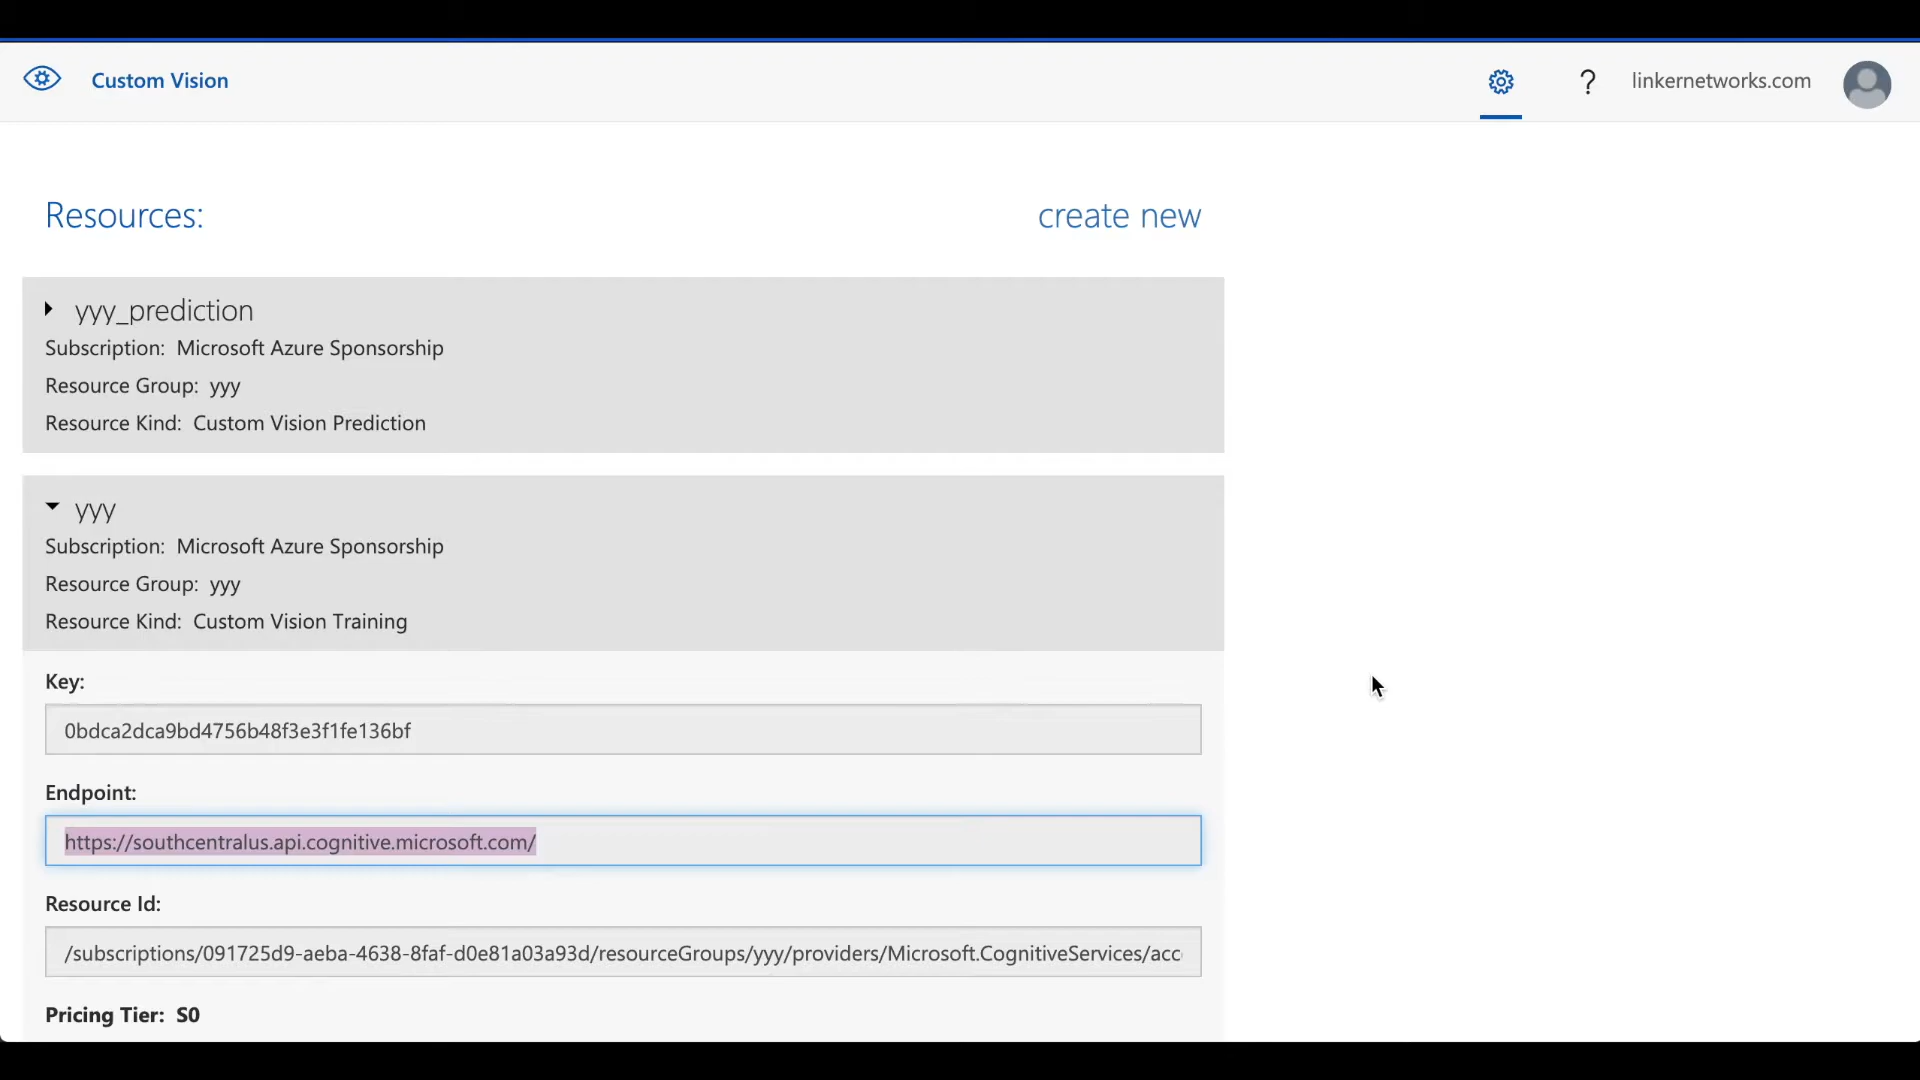 Custom Vision
? linkernetworks.com
Resources:
create new
yyy_prediction
Subscription: Microsoft Azure Sponsorship
Resource Group: yyy
Resource Kind: Custom Vision Prediction
yyy
Subscription: Microsoft Azure Sponsorship
Resource Group: yyy
Resource Kind: Custom Vision Training
Key:
0bdca2dca9bd4756b48f3e3f1fe136bf
Endpoint:
https://southcentralus.api.cognitive.microsoft.com/
Resource Id:
/subscriptions/091725d9-aeba-4638-8faf-d0e81a03a93d/resourceGroups/yyy/providers/Microsoft.CognitiveServices/acc
Pricing Tier: S0